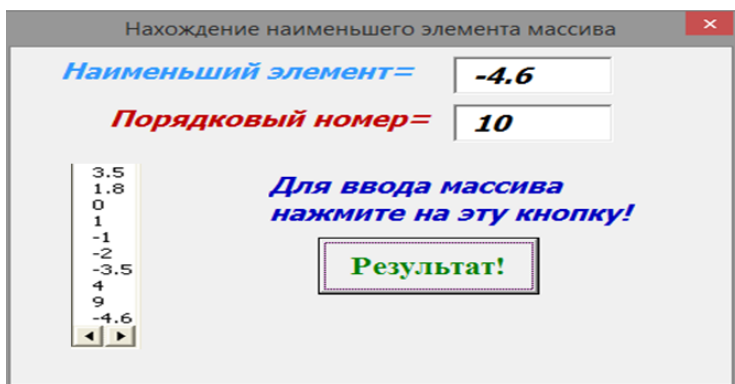 Нахождение наименьшего элемента массива
Наименьший элемент= -4.6
Порядковый номер= 10
3.5
1.8
0
1
-1
-2
-3.5
4
9
-4.6
Для ввода массива
нажмите на эту кнопку!
Результат!